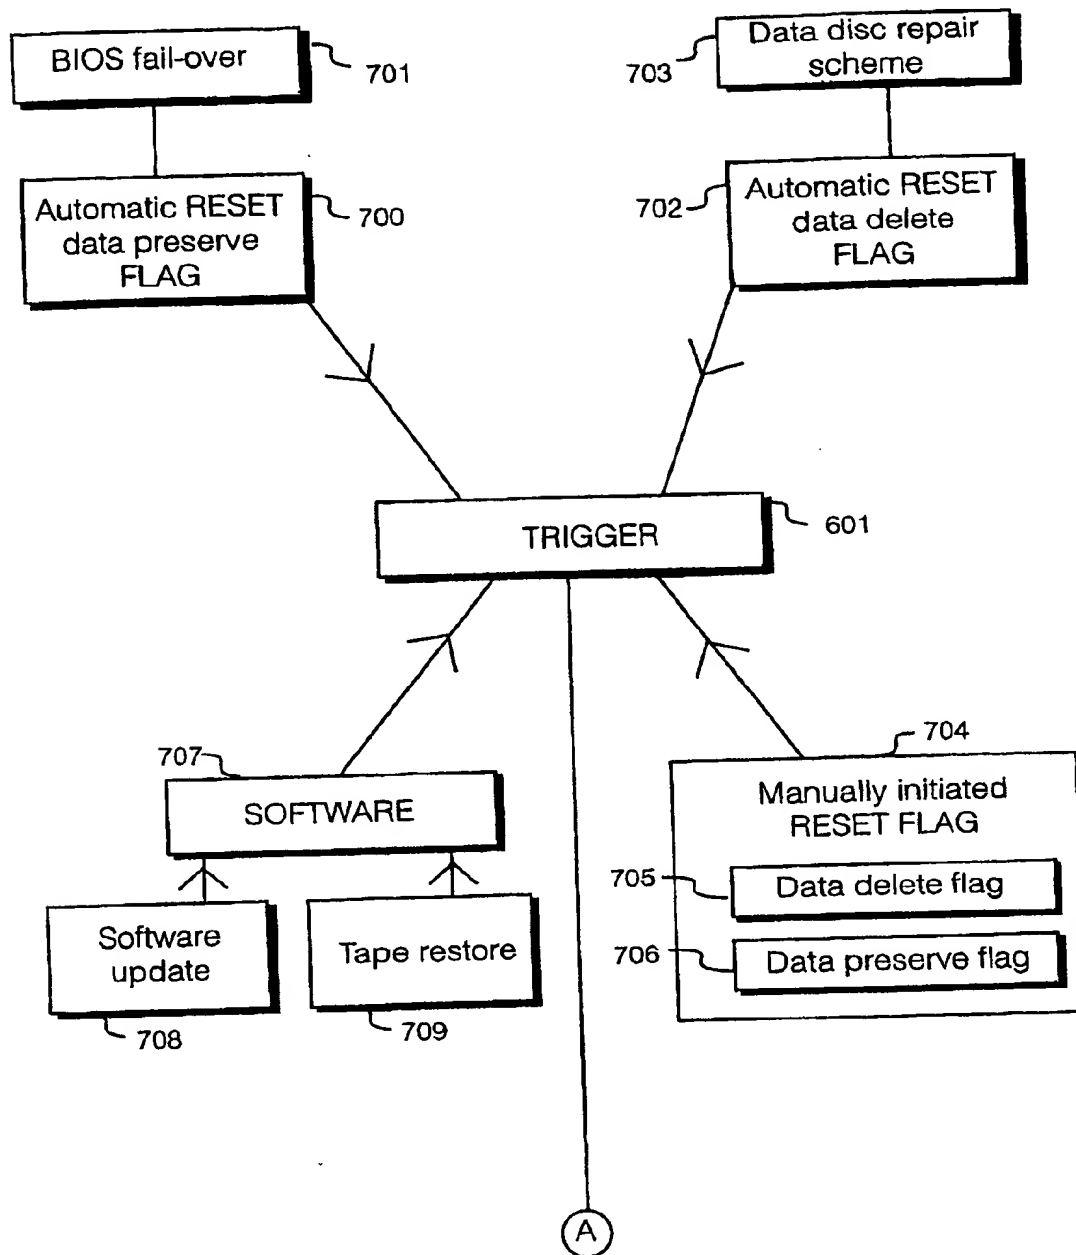 BIOS fail-over
701
703
Data disc repair
scheme
Automatic RESET
data preserve
FLAG
700
702
Automatic RESET
data delete
FLAG
TRIGGER
601
707
SOFTWARE
704
Manually initiated
RESET FLAG
705
Data delete flag
706
Data preserve flag
Software
update
708
Tape restore
709
A